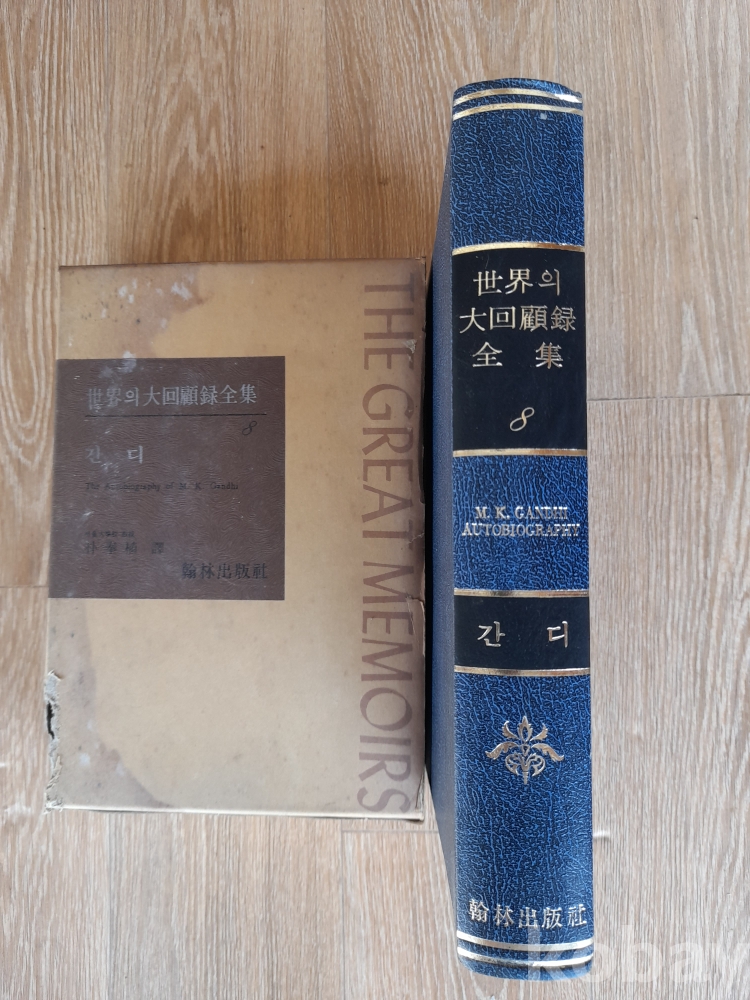 世界의大回顧録全集
8
간 디
The Autobiography of M. K. Gandhi
譯
翰林出版社
THE GREAT MEMOIRS
世界의
大回顧録
全集
8
M. K. GANDHI
AUTOBIOGRAPHY
간 디
翰林出版社
kobay